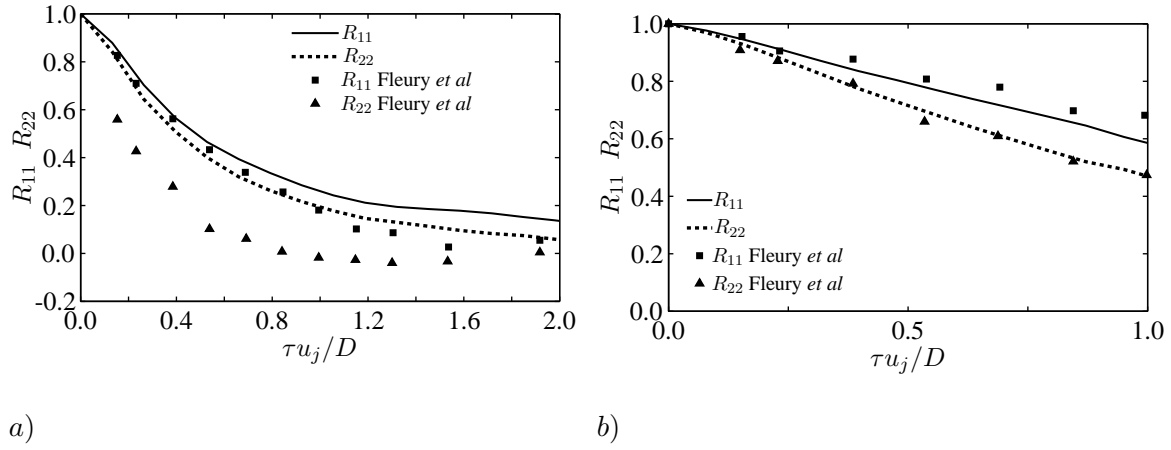 1.0
0.8
0.6
0.4
0.2
0.0
-0.2
R₁₁ R₂₂
R₁₁
R₂₂
R₁₁ Fleury et al
R₂₂ Fleury et al
0.0 0.4 0.8 1.2 1.6 2.0
τu_j/D
a)
1.0
0.8
0.6
0.4
0.2
0.0
R₁₁ R₂₂
R₁₁
R₂₂
R₁₁ Fleury et al
R₂₂ Fleury et al
0.0 0.5 1.0
τu_j/D
b)